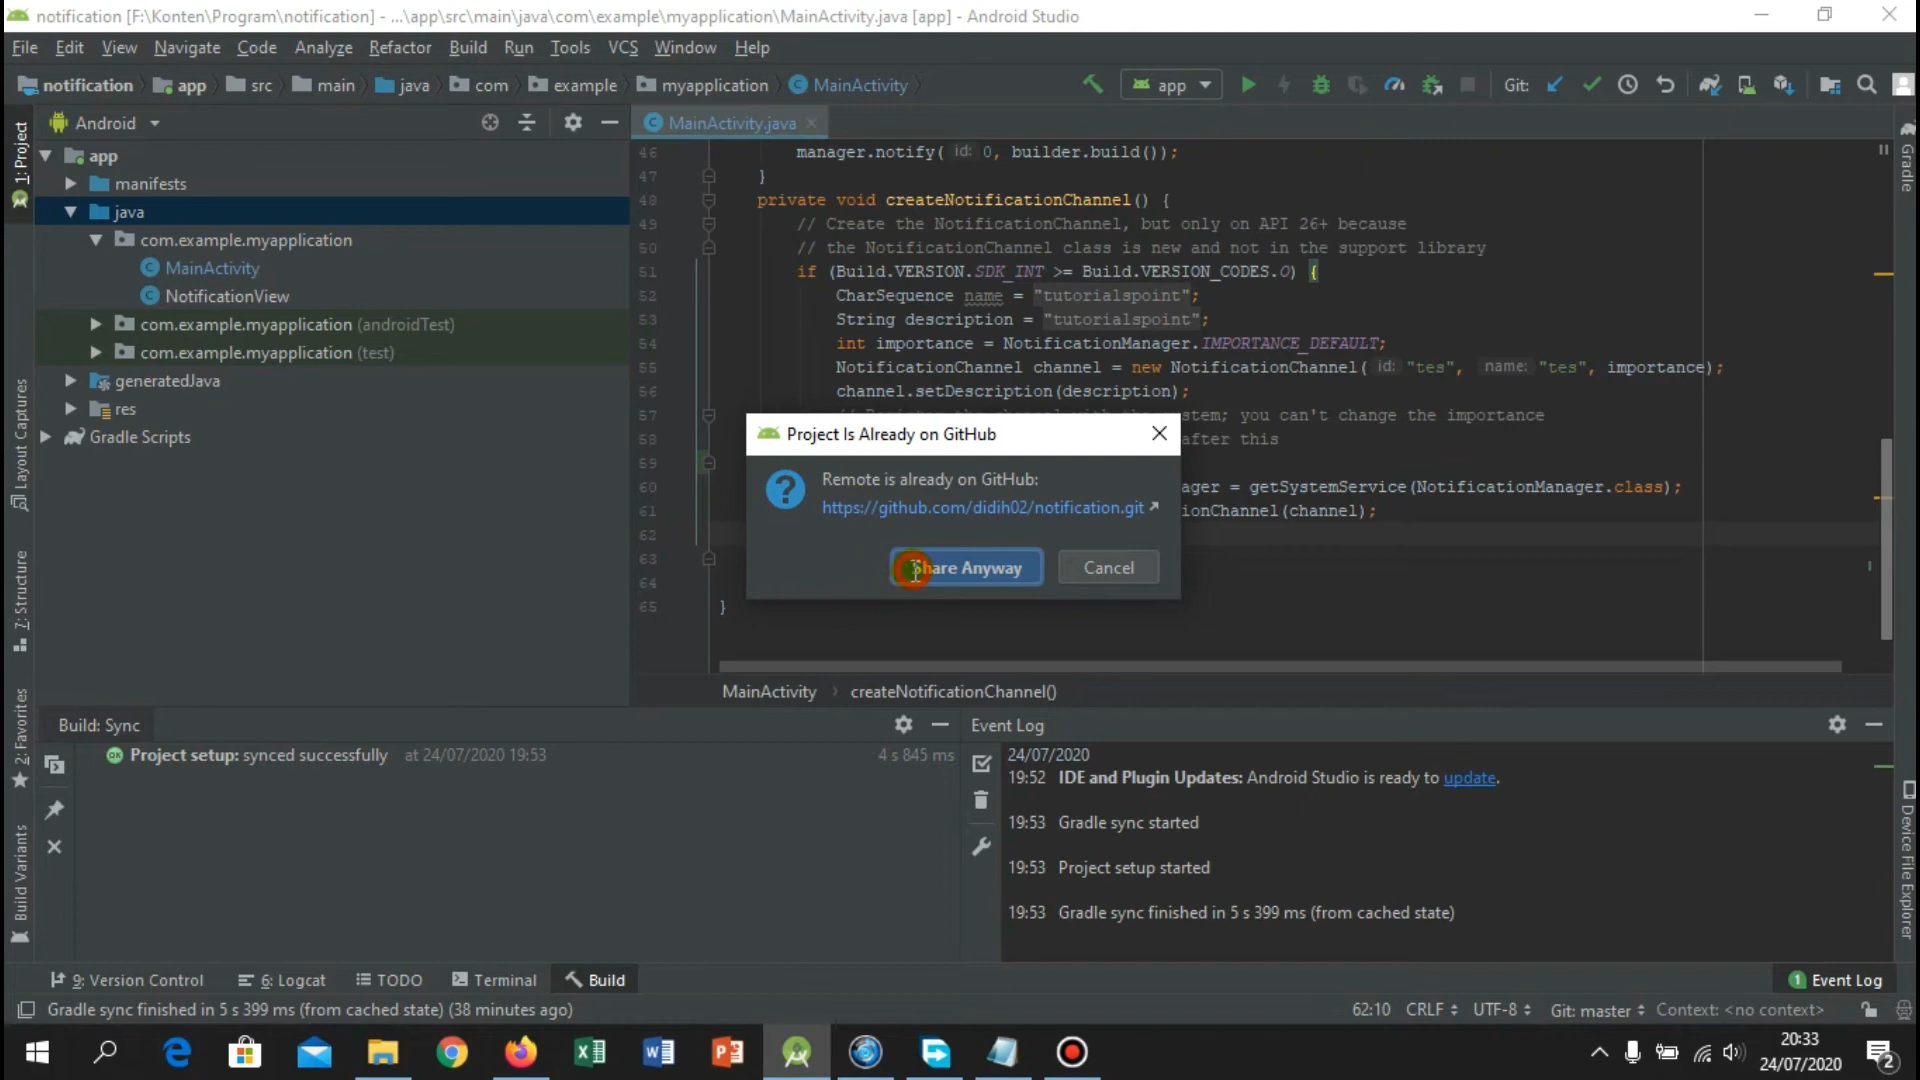 notification [F:\Konten\Program\notification] - ...\app\src\main\java\com\example\myapplication\MainActivity.java [app] - Android Studio
File Edit View Navigate Code Analyze Refactor Build Run Tools VCS Window Help
notification app src main java com example myapplication MainActivity app Git:
Android
MainActivity.java
1: Project
Gradle
app
manifests
java
com.example.myapplication
MainActivity
NotificationView
com.example.myapplication (androidTest)
com.example.myapplication (test)
generatedJava
res
Gradle Scripts
46 manager.notify( id: 0, builder.build());
47 }
48 private void createNotificationChannel() {
49 // Create the NotificationChannel, but only on API 26+ because
50 // the NotificationChannel class is new and not in the support library
51 if (Build.VERSION.SDK_INT >= Build.VERSION_CODES.O) {
52 CharSequence name = "tutorialspoint";
53 String description = "tutorialspoint";
54 int importance = NotificationManager.IMPORTANCE_DEFAULT;
55 NotificationChannel channel = new NotificationChannel( id: "tes", name: "tes", importance);
56 channel.setDescription(description);
57 stem; you can't change the importance
58 after this
59
60 ager = getSystemService(NotificationManager.class);
61 ionChannel(channel);
62
63
64
65 }
Project Is Already on GitHub
Remote is already on GitHub:
https://github.com/didih02/notification.git
Share Anyway Cancel
MainActivity createNotificationChannel()
Layout Captures
7: Structure
2: Favorites
Build Variants
Device File Explorer
Build: Sync
Project setup: synced successfully at 24/07/2020 19:53 4 s 845 ms
Event Log
24/07/2020
19:52 IDE and Plugin Updates: Android Studio is ready to update.
19:53 Gradle sync started
19:53 Project setup started
19:53 Gradle sync finished in 5 s 399 ms (from cached state)
9: Version Control 6: Logcat TODO Terminal Build 1 Event Log
Gradle sync finished in 5 s 399 ms (from cached state) (38 minutes ago) 62:10 CRLF UTF-8 Git: master Context: <no context>
20:33
24/07/2020
2